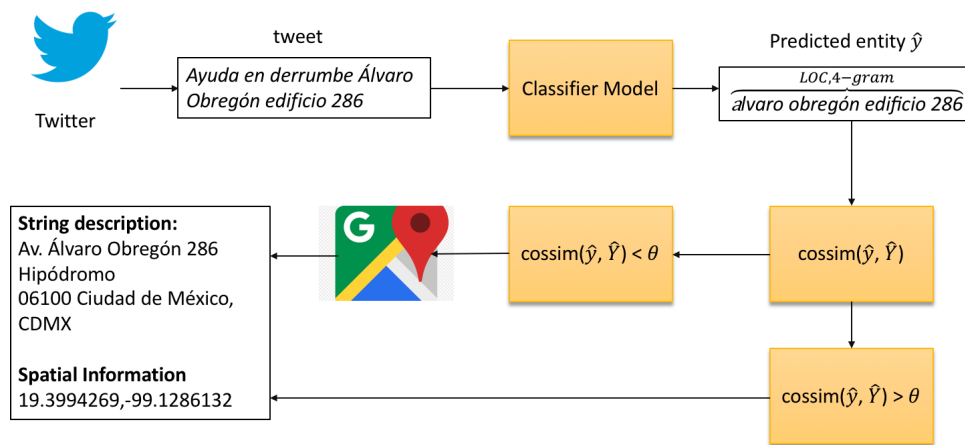 tweet
Predicted entity ŷ
Twitter
Ayuda en derrumbe Álvaro
Obregón edificio 286
Classifier Model
LOC,4−gram
alvaro obregón edificio 286
String description:
Av. Álvaro Obregón 286
Hipódromo
06100 Ciudad de México,
CDMX
Spatial Information
19.3994269,-99.1286132
G
cossim(ŷ, Ŷ) < θ
cossim(ŷ, Ŷ)
cossim(ŷ, Ŷ) > θ